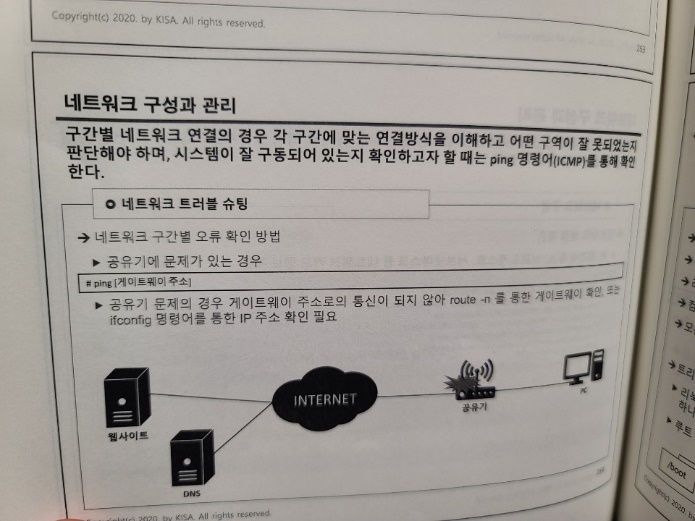 Copyright(c) 2020. by KISA. All rights reserved.
네트워크 구성과 관리
구간별 네트워크 연결의 경우 각 구간에 맞는 연결방식을 이해하고 어떤 구역이 잘 못되었는지
판단해야 하며, 시스템이 잘 구동되어 있는지 확인하고자 할 때는 ping 명령어(ICMP)를 통해 확인
한다.
네트워크 트러블 슈팅
→ 네트워크 구간별 오류 확인 방법
▶ 공유기에 문제가 있는 경우
# ping [게이트웨이 주소]
▶ 공유기 문제의 경우 게이트웨이 주소로의 통신이 되지 않아 route -n 를 통한 게이트웨이 확인, 또는
ifconfig 명령어를 통한 IP 주소 확인 필요
INTERNET
공유기
PC
웹사이트
DNS
Copyright(c) 2020. by KISA. All rights reserved.
→ 트리
▶ 루트
/boot